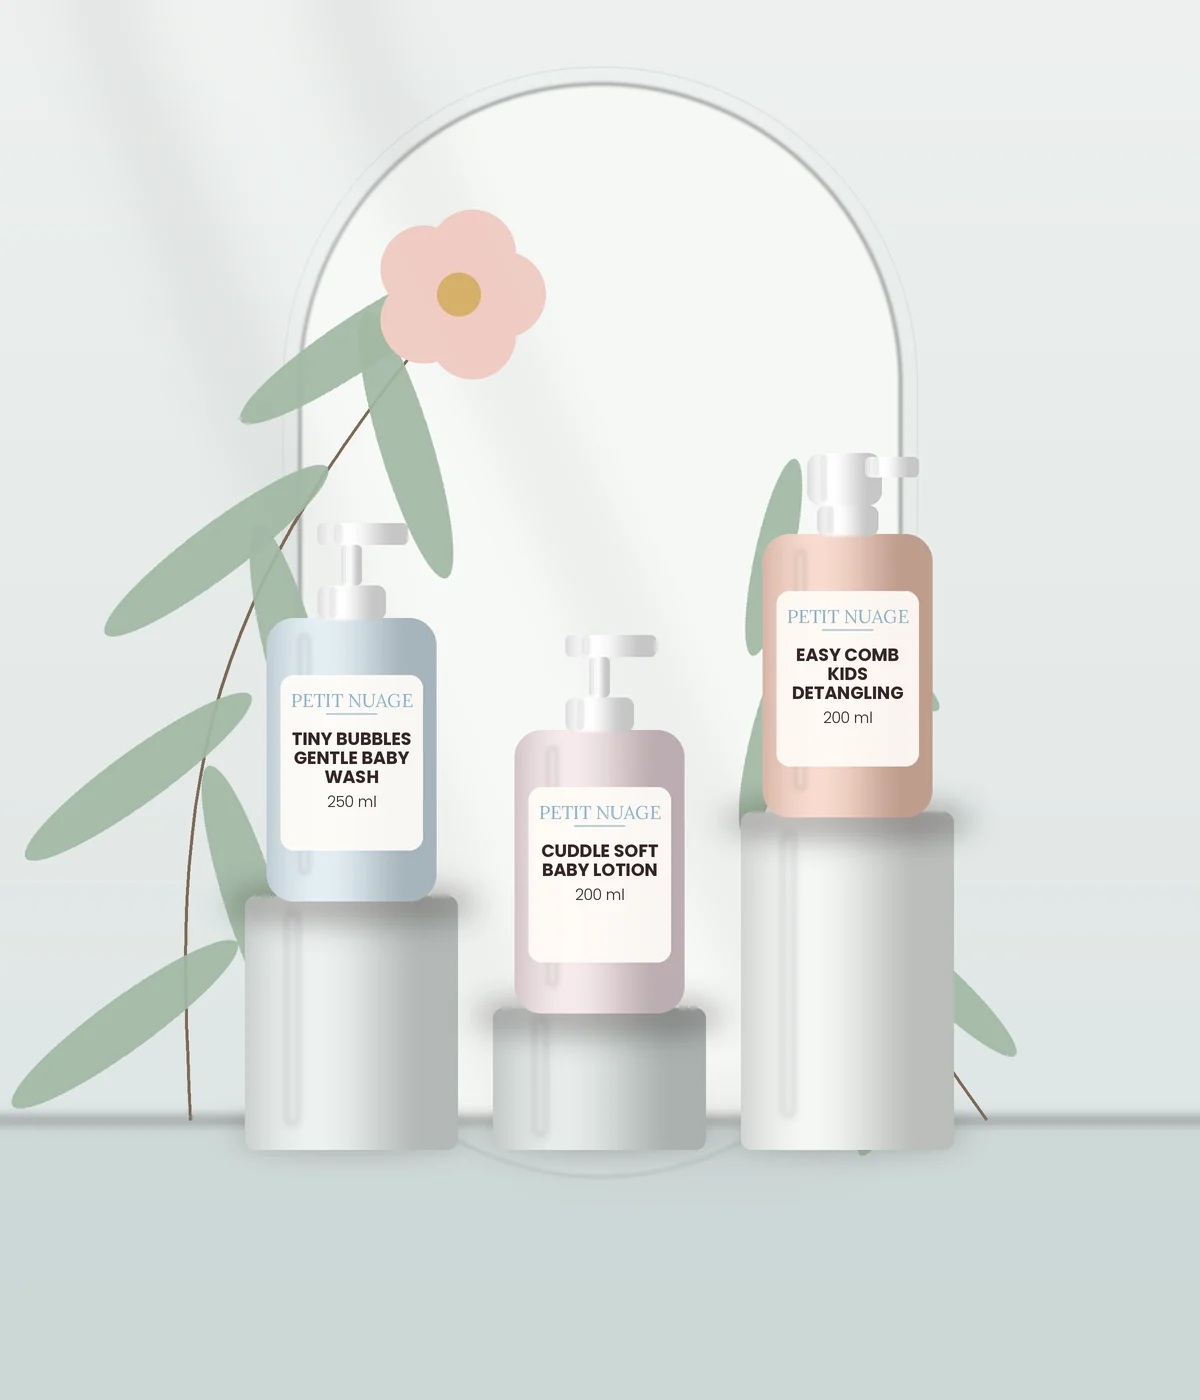 PETIT NUAGE
TINY BUBBLES
GENTLE BABY
WASH
250 ml
PETIT NUAGE
CUDDLE SOFT
BABY LOTION
200 ml
PETIT NUAGE
EASY COMB
KIDS
DETANGLING
200 ml